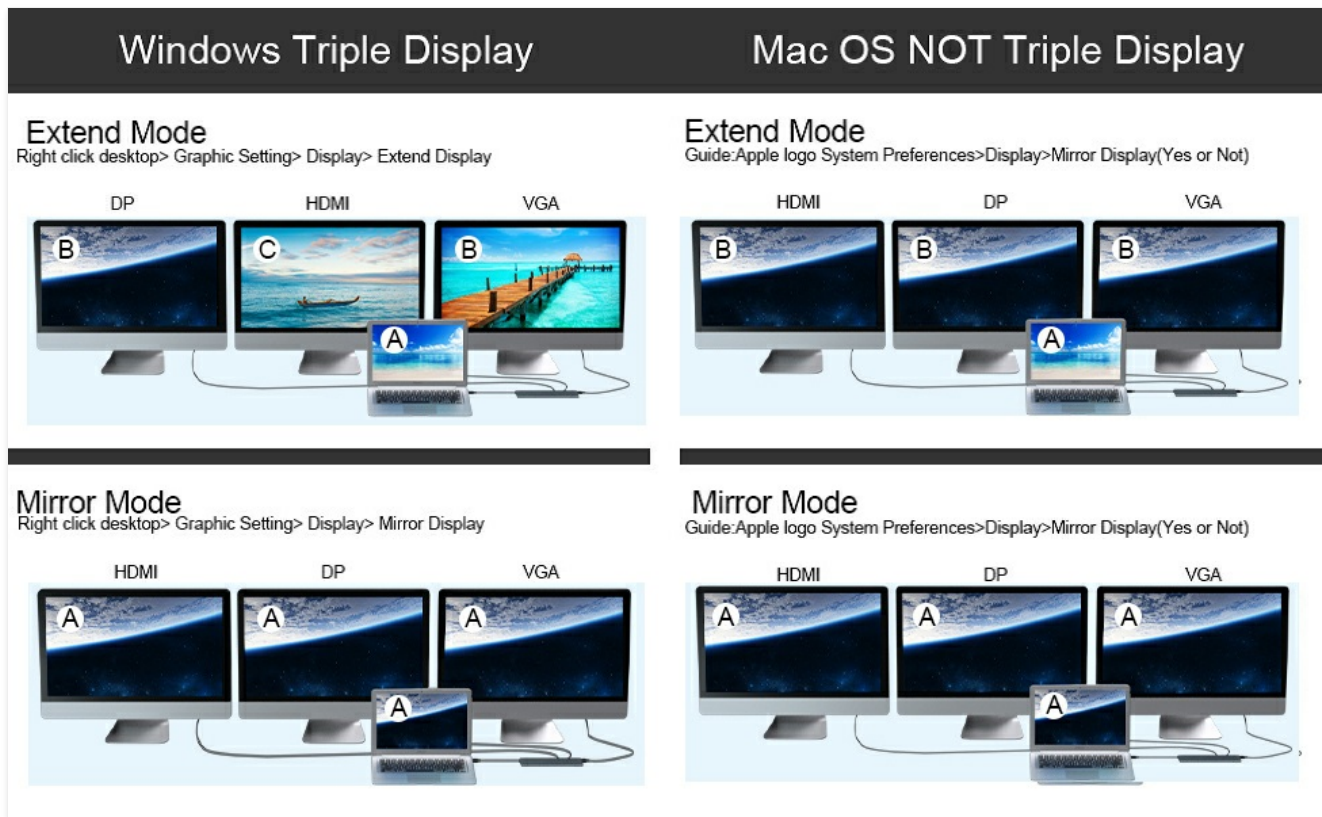 Windows Triple Display
Mac OS NOT Triple Display
Extend Mode
Right click desktop> Graphic Setting> Display> Extend Display
DP
HDMI
VGA
B
C
B
A
Extend Mode
Guide:Apple logo System Preferences>Display>Mirror Display(Yes or Not)
HDMI
DP
VGA
B
B
B
A
Mirror Mode
Right click desktop> Graphic Setting> Display> Mirror Display
HDMI
DP
VGA
A
A
A
A
Mirror Mode
Guide:Apple logo System Preferences>Display>Mirror Display(Yes or Not)
HDMI
DP
VGA
A
A
A
A